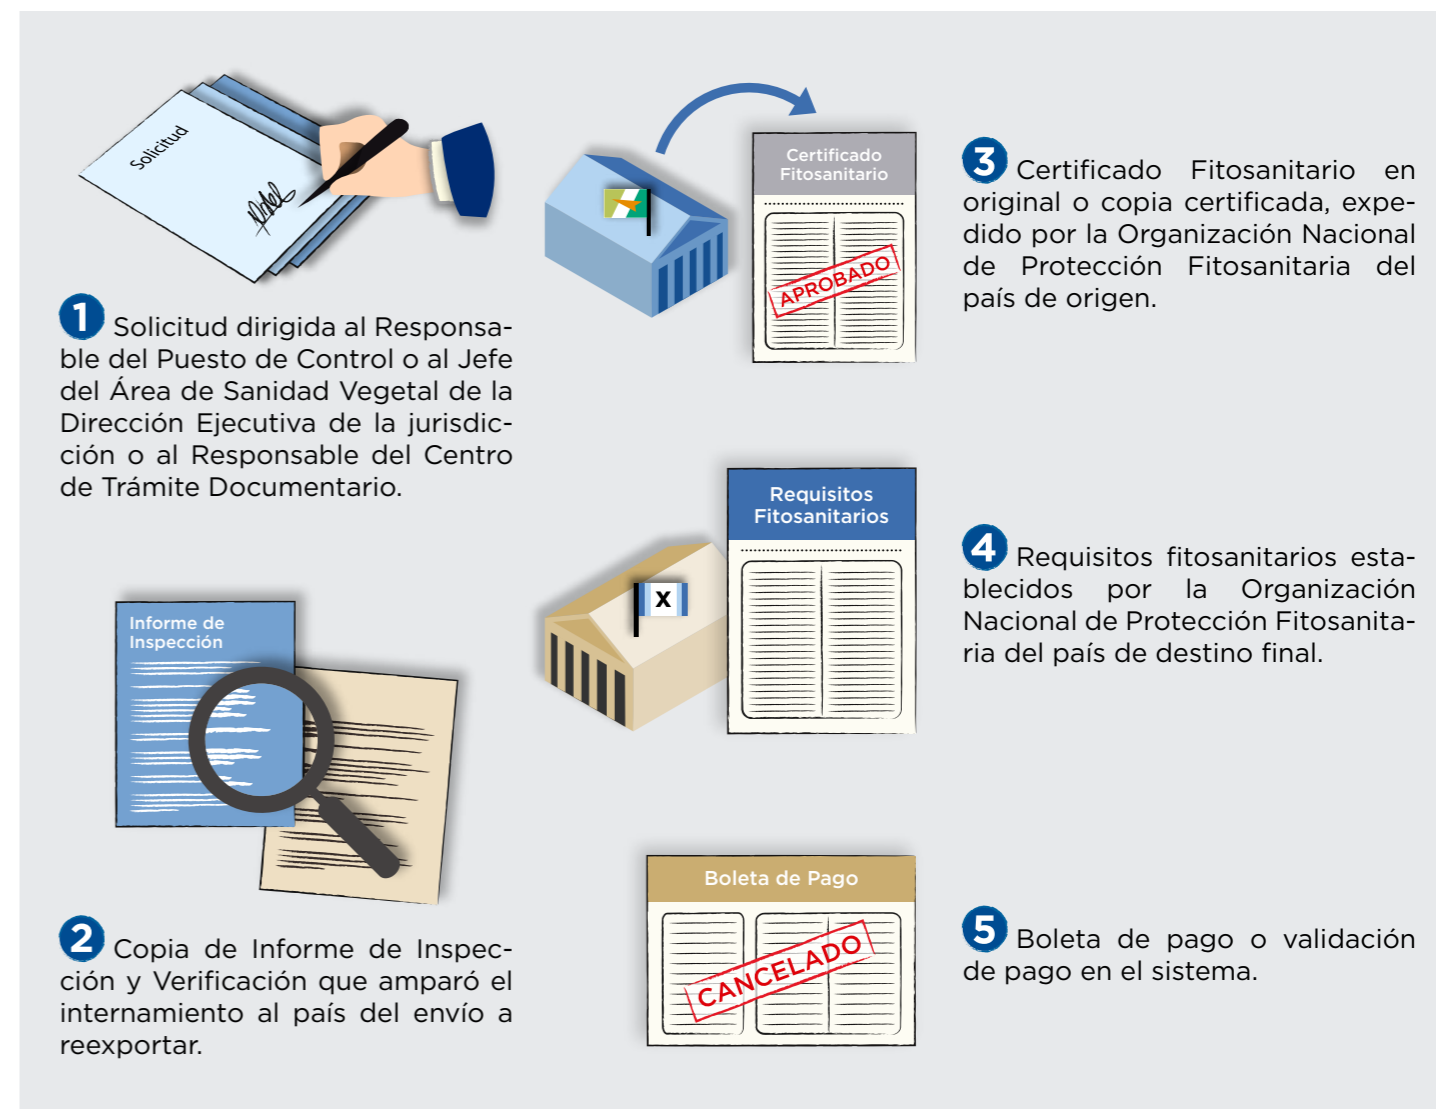 Solicitud
1 Solicitud dirigida al Responsa-
ble del Puesto de Control o al Jefe
del Área de Sanidad Vegetal de la
Dirección Ejecutiva de la jurisdic-
ción o al Responsable del Centro
de Trámite Documentario.
Informe de
Inspección
2 Copia de Informe de Inspec-
ción y Verificación que amparó el
internamiento al país del envío a
reexportar.
Certificado
Fitosanitario
APROBADO
3 Certificado Fitosanitario en
original o copia certificada, expe-
dido por la Organización Nacional
de Protección Fitosanitaria del
país de origen.
Requisitos
Fitosanitarios
X
4 Requisitos fitosanitarios esta-
blecidos por la Organización
Nacional de Protección Fitosanita-
ria del país de destino final.
Boleta de Pago
CANCELADO
5 Boleta de pago o validación
de pago en el sistema.